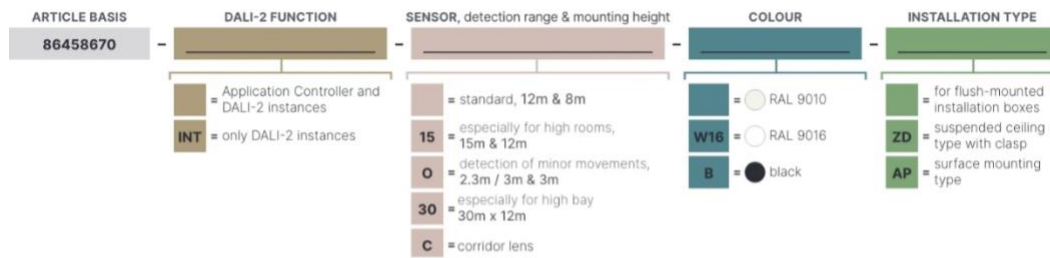 ARTICLE BASIS
86458670
-
DALI-2 FUNCTION
= Application Controller and
DALI-2 instances
INT = only DALI-2 instances
-
SENSOR, detection range & mounting height
= standard, 12m & 8m
15 = especially for high rooms,
15m & 12m
O = detection of minor movements,
2.3m / 3m & 3m
30 = especially for high bay
30m x 12m
C = corridor lens
-
COLOUR
= RAL 9010
W16 = RAL 9016
B = black
-
INSTALLATION TYPE
= for flush-mounted
installation boxes
ZD = suspended ceiling
type with clasp
AP = surface mounting
type